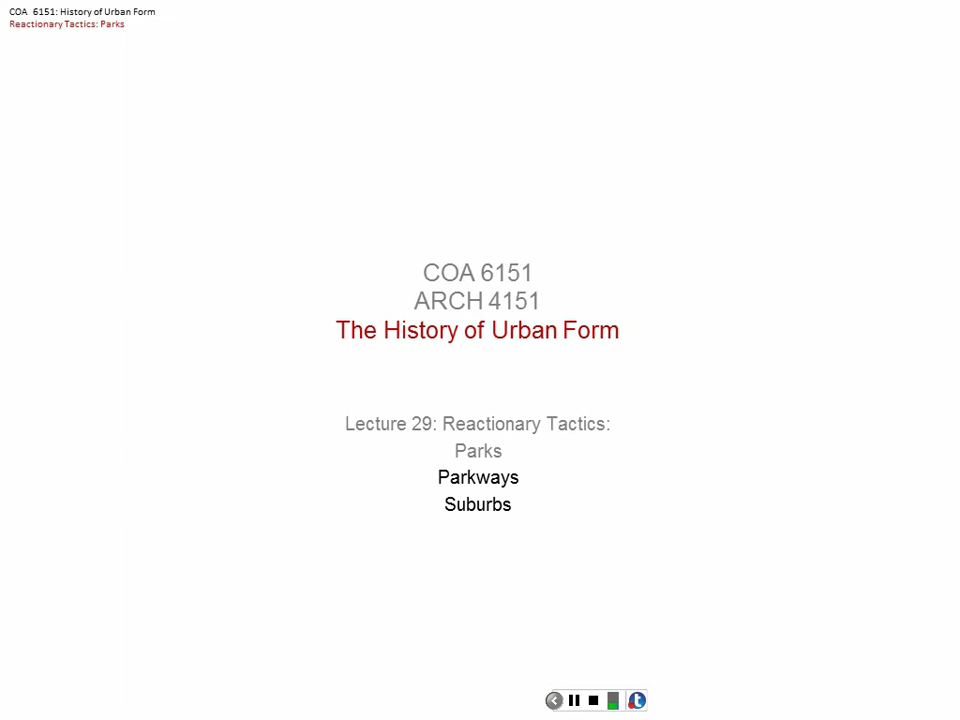 COA 6151: History of Urban Form
Reactionary Tactics: Parks
COA 6151
ARCH 4151
The History of Urban Form
Lecture 29: Reactionary Tactics:
Parks
Parkways
Suburbs